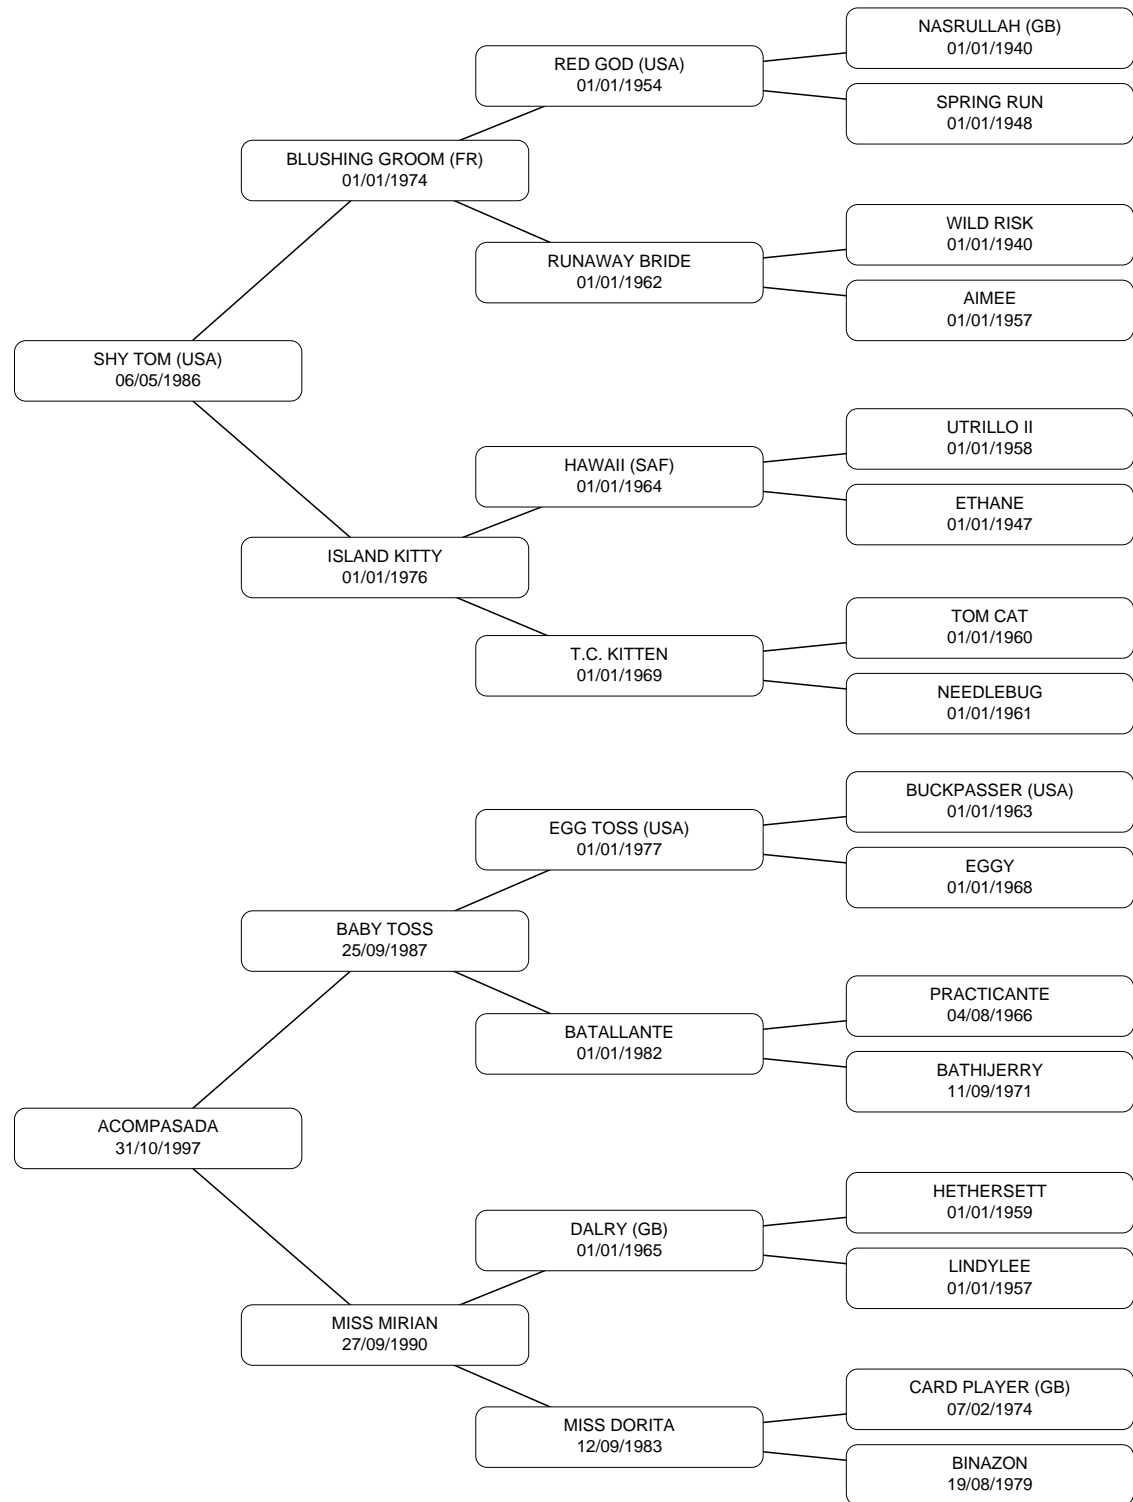 NASRULLAH (GB)
01/01/1940
RED GOD (USA)
01/01/1954
SPRING RUN
01/01/1948
BLUSHING GROOM (FR)
01/01/1974
WILD RISK
01/01/1940
RUNAWAY BRIDE
01/01/1962
AIMEE
01/01/1957
SHY TOM (USA)
06/05/1986
UTRILLO II
01/01/1958
HAWAII (SAF)
01/01/1964
ETHANE
01/01/1947
ISLAND KITTY
01/01/1976
TOM CAT
01/01/1960
T.C. KITTEN
01/01/1969
NEEDLEBUG
01/01/1961
BUCKPASSER (USA)
01/01/1963
EGG TOSS (USA)
01/01/1977
EGGY
01/01/1968
BABY TOSS
25/09/1987
PRACTICANTE
04/08/1966
BATALLANTE
01/01/1982
BATHIJERRY
11/09/1971
ACOMPASADA
31/10/1997
HETHERSETT
01/01/1959
DALRY (GB)
01/01/1965
LINDYLEE
01/01/1957
MISS MIRIAN
27/09/1990
CARD PLAYER (GB)
07/02/1974
MISS DORITA
12/09/1983
BINAZON
19/08/1979